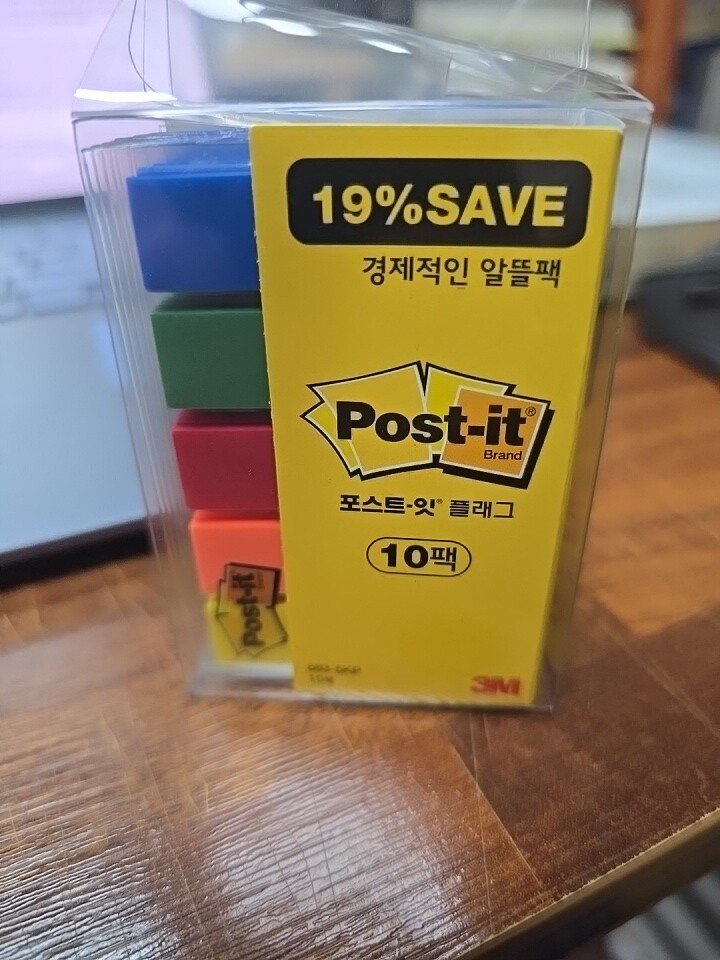 19%SAVE
경제적인 알뜰팩
Post-it®
Brand
포스트-잇® 플래그
10팩
Post-it
3M